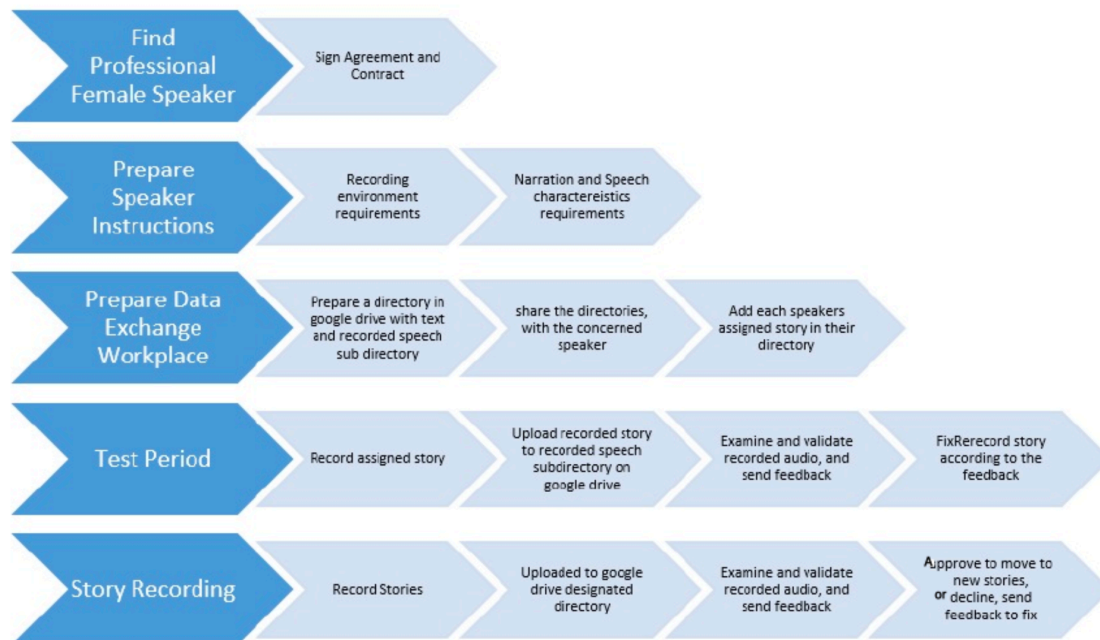 Find
Professional
Female Speaker
Sign Agreement and
Contract
Prepare
Speaker
Instructions
Recording
environment
requirements
Narration and Speech
charactereistics
requirements
Prepare Data
Exchange
Workplace
Prepare a directory in
google drive with text
and recorded speech
sub directory
share the directories,
with the concerned
speaker
Add each speakers
assigned story in their
directory
Test Period
Record assigned story
Upload recorded story
to recorded speech
subdirectory on
google drive
Examine and validate
recorded audio, and
send feedback
FixRerecord story
according to the
feedback
Story Recording
Record Stories
Uploaded to google
drive designated
directory
Examine and validate
recorded audio, and
send feedback
Approve to move to
new stories,
or decline, send
feedback to fix